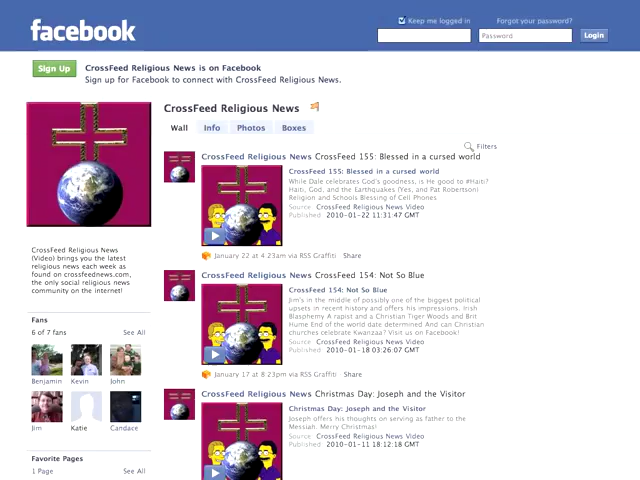 facebook
Keep me logged in
Forgot your password?
Password
Login
Sign Up
CrossFeed Religious News is on Facebook
Sign up for Facebook to connect with CrossFeed Religious News.
CrossFeed Religious News
Wall
Info
Photos
Boxes
Filters
CrossFeed Religious News CrossFeed 155: Blessed in a cursed world
CrossFeed 155: Blessed in a cursed world
While Dale celebrates God's goodness, is He good to #Haiti?
Haiti, God, and the Earthquake (Yes, and Pat Robertson)
Religion and Schools Blessing of Cell Phones
Source: CrossFeed Religious News Video
Published: 2010-01-22 11:31:47 GMT
January 22 at 4:23am via RSS Graffiti
Share
CrossFeed Religious News CrossFeed 154: Not So Blue
CrossFeed 154: Not So Blue
Jim's in the middle of possibly one of the biggest political
upsets in recent history and offers his impressions. Irish
Blasphemy A rapist and a Christian Tiger Woods and Brit
Hume End of the world date determined And can Christian
churches celebrate Kwanzaa? Visit us on Facebook!
Source: CrossFeed Religious News Video
Published: 2010-01-18 03:26:07 GMT
January 17 at 8:23pm via RSS Graffiti
Share
CrossFeed Religious News Christmas Day: Joseph and the Visitor
Christmas Day: Joseph and the Visitor
Joseph offers his thoughts on serving as father to the
Messiah. Merry Christmas!
Source: CrossFeed Religious News Video
Published: 2010-01-11 18:12:18 GMT
CrossFeed Religious News
(Video) brings you the latest
religious news each week as
found on crossfeednews.com,
the only social religious news
community on the internet!
Fans
6 of 7 fans
See All
Benjamin
Kevin
John
Jim
Katie
Candace
Favorite Pages
1 Page
See All